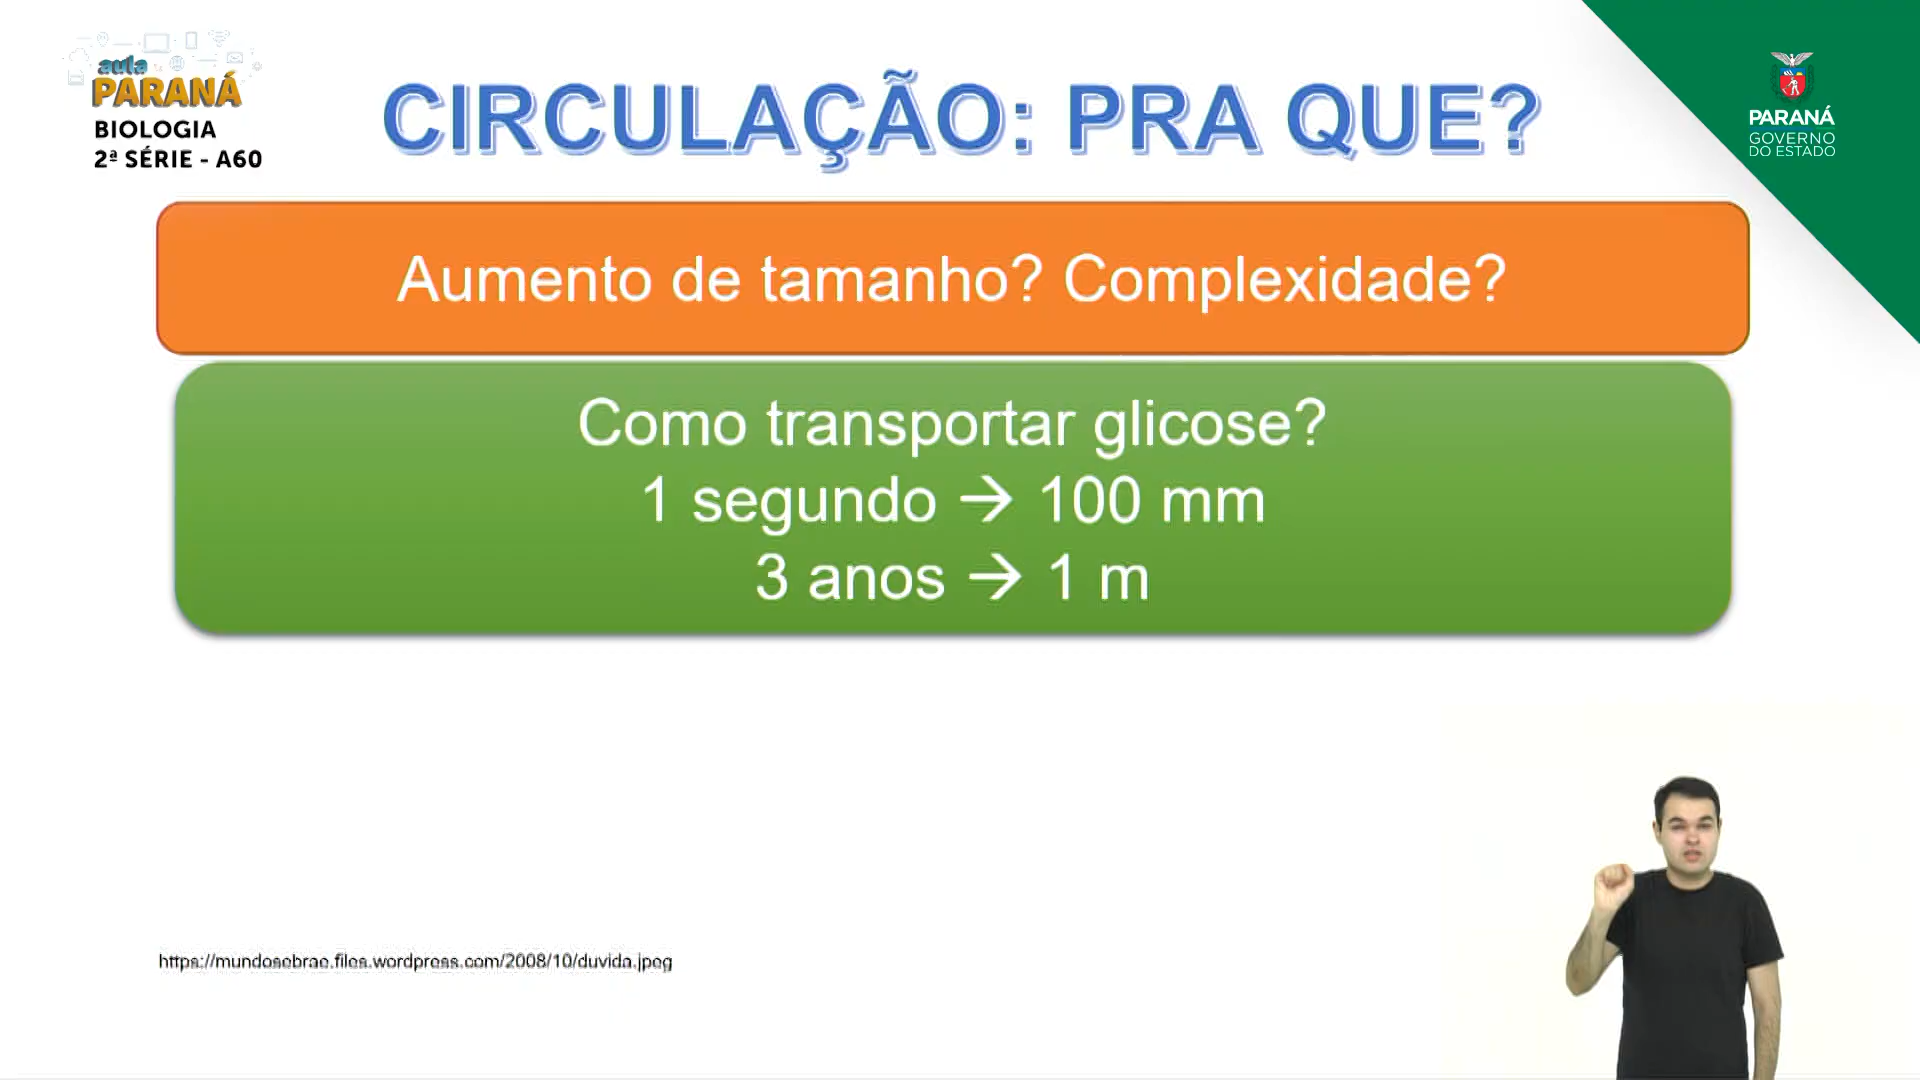 aula
PARANÁ
BIOLOGIA
2ª SÉRIE - A60
CIRCULAÇÃO: PRA QUE?
PARANÁ
GOVERNO
DO ESTADO
Aumento de tamanho? Complexidade?
Como transportar glicose?
1 segundo → 100 mm
3 anos → 1 m
https://mundosebrae.files.wordpress.com/2008/10/duvida.jpeg